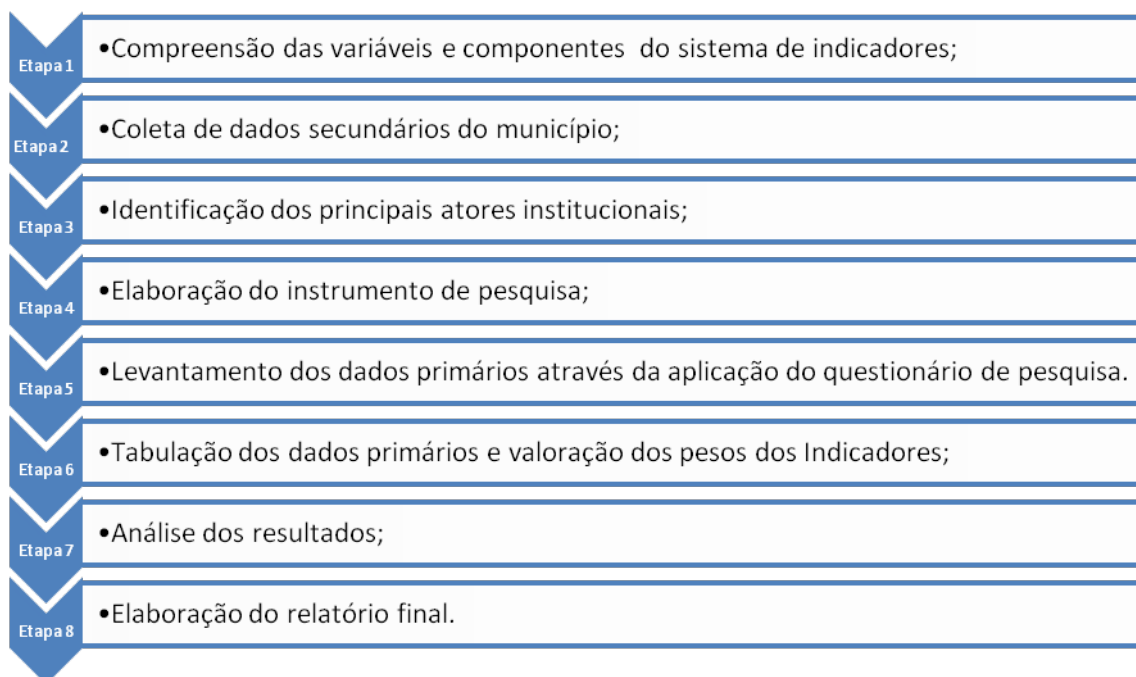 Etapa 1
•Compreensão das variáveis e componentes do sistema de indicadores;
Etapa 2
•Coleta de dados secundários do município;
Etapa 3
•Identificação dos principais atores institucionais;
Etapa 4
•Elaboração do instrumento de pesquisa;
Etapa 5
•Levantamento dos dados primários através da aplicação do questionário de pesquisa.
Etapa 6
•Tabulação dos dados primários e valoração dos pesos dos Indicadores;
Etapa 7
•Análise dos resultados;
Etapa 8
•Elaboração do relatório final.